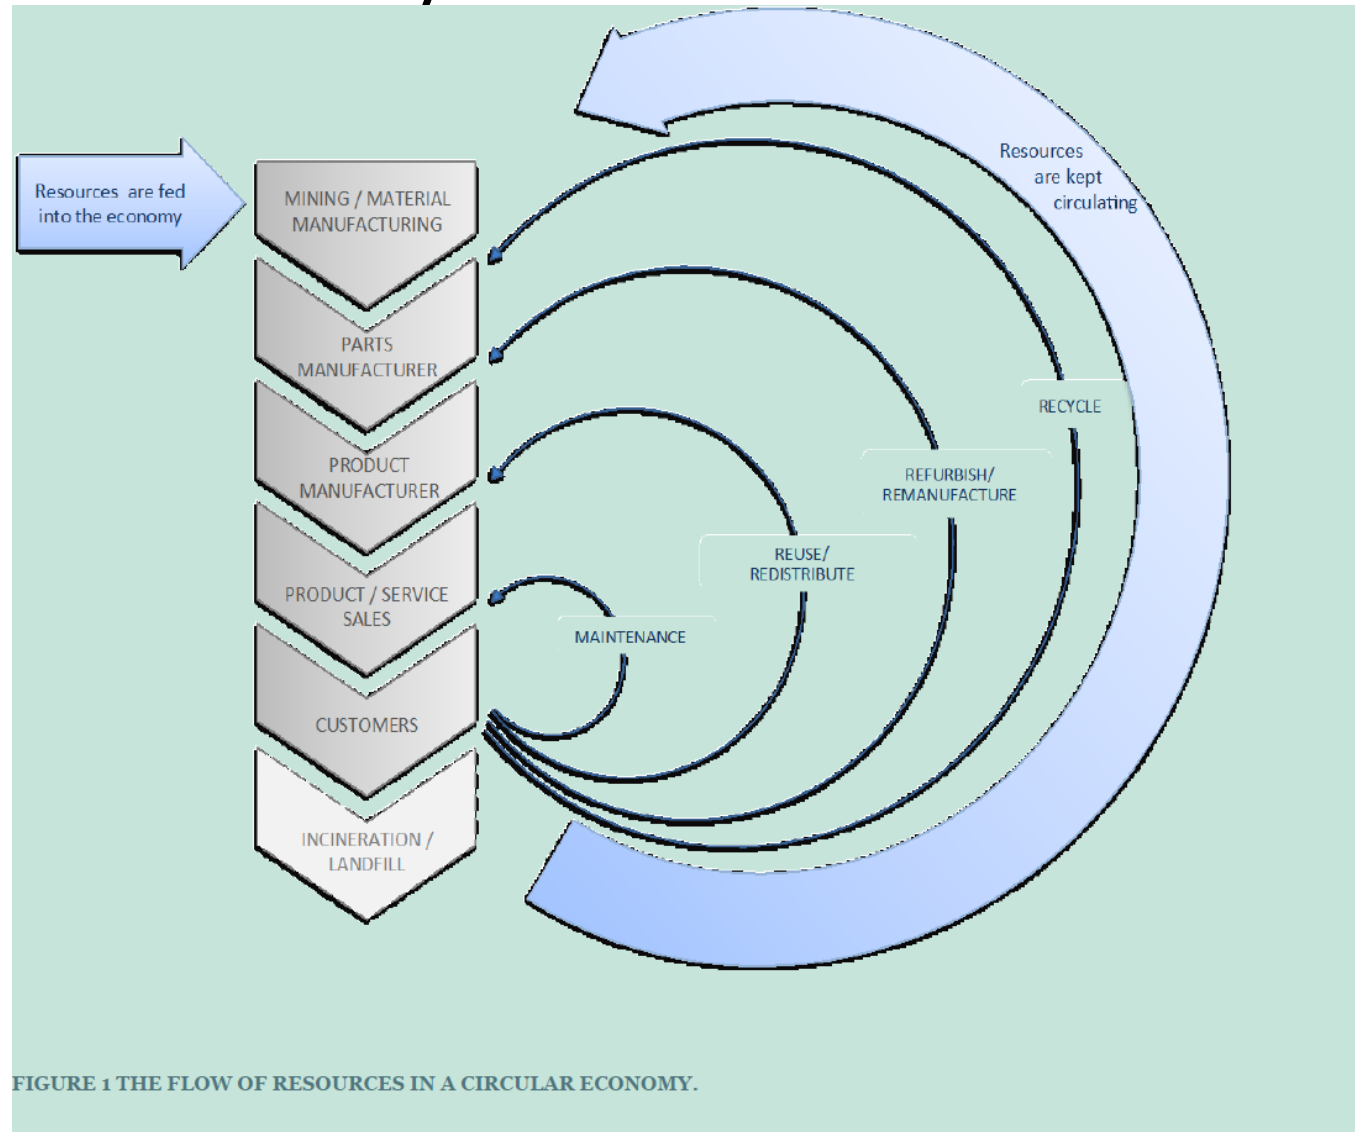 Resources are fed
into the economy
MINING / MATERIAL
MANUFACTURING
PARTS
MANUFACTURER
PRODUCT
MANUFACTURER
PRODUCT / SERVICE
SALES
CUSTOMERS
INCINERATION /
LANDFILL
MAINTENANCE
REUSE/
REDISTRIBUTE
REFURBISH/
REMANUFACTURE
RECYCLE
Resources
are kept
circulating
FIGURE 1 THE FLOW OF RESOURCES IN A CIRCULAR ECONOMY.